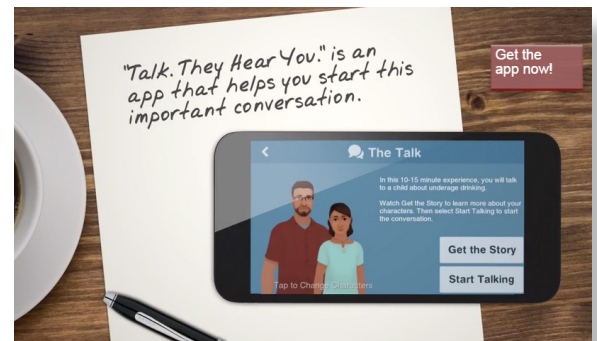 "Talk. They Hear You." is an
app that helps you start this
important conversation.
Get the
app now!
The Talk
In this 10-15 minute experience, you will talk
to a child about underage drinking.
Watch Get the Story to learn more about your
characters. Then select Start Talking to start
the conversation.
Get the Story
Start Talking
Tap to Change Characters